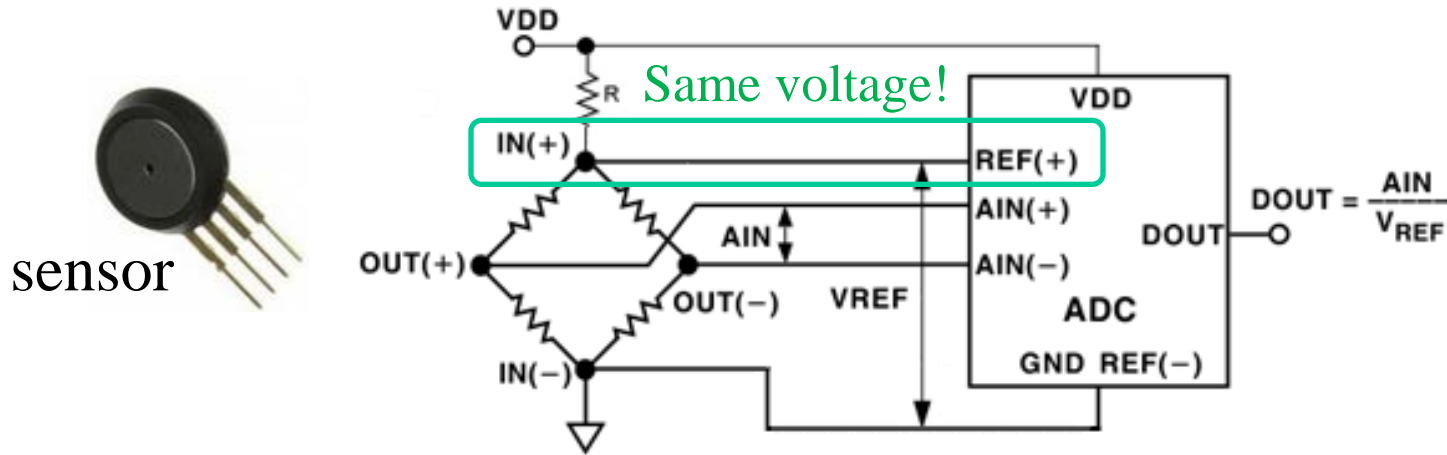 VDD
R
Same voltage!
VDD
IN(+)
REF(+)
AIN(+)
DOUT = AIN
VREF
AIN
DOUT
sensor
OUT(+)
AIN(−)
OUT(−)
VREF
ADC
IN(−)
GND REF(−)